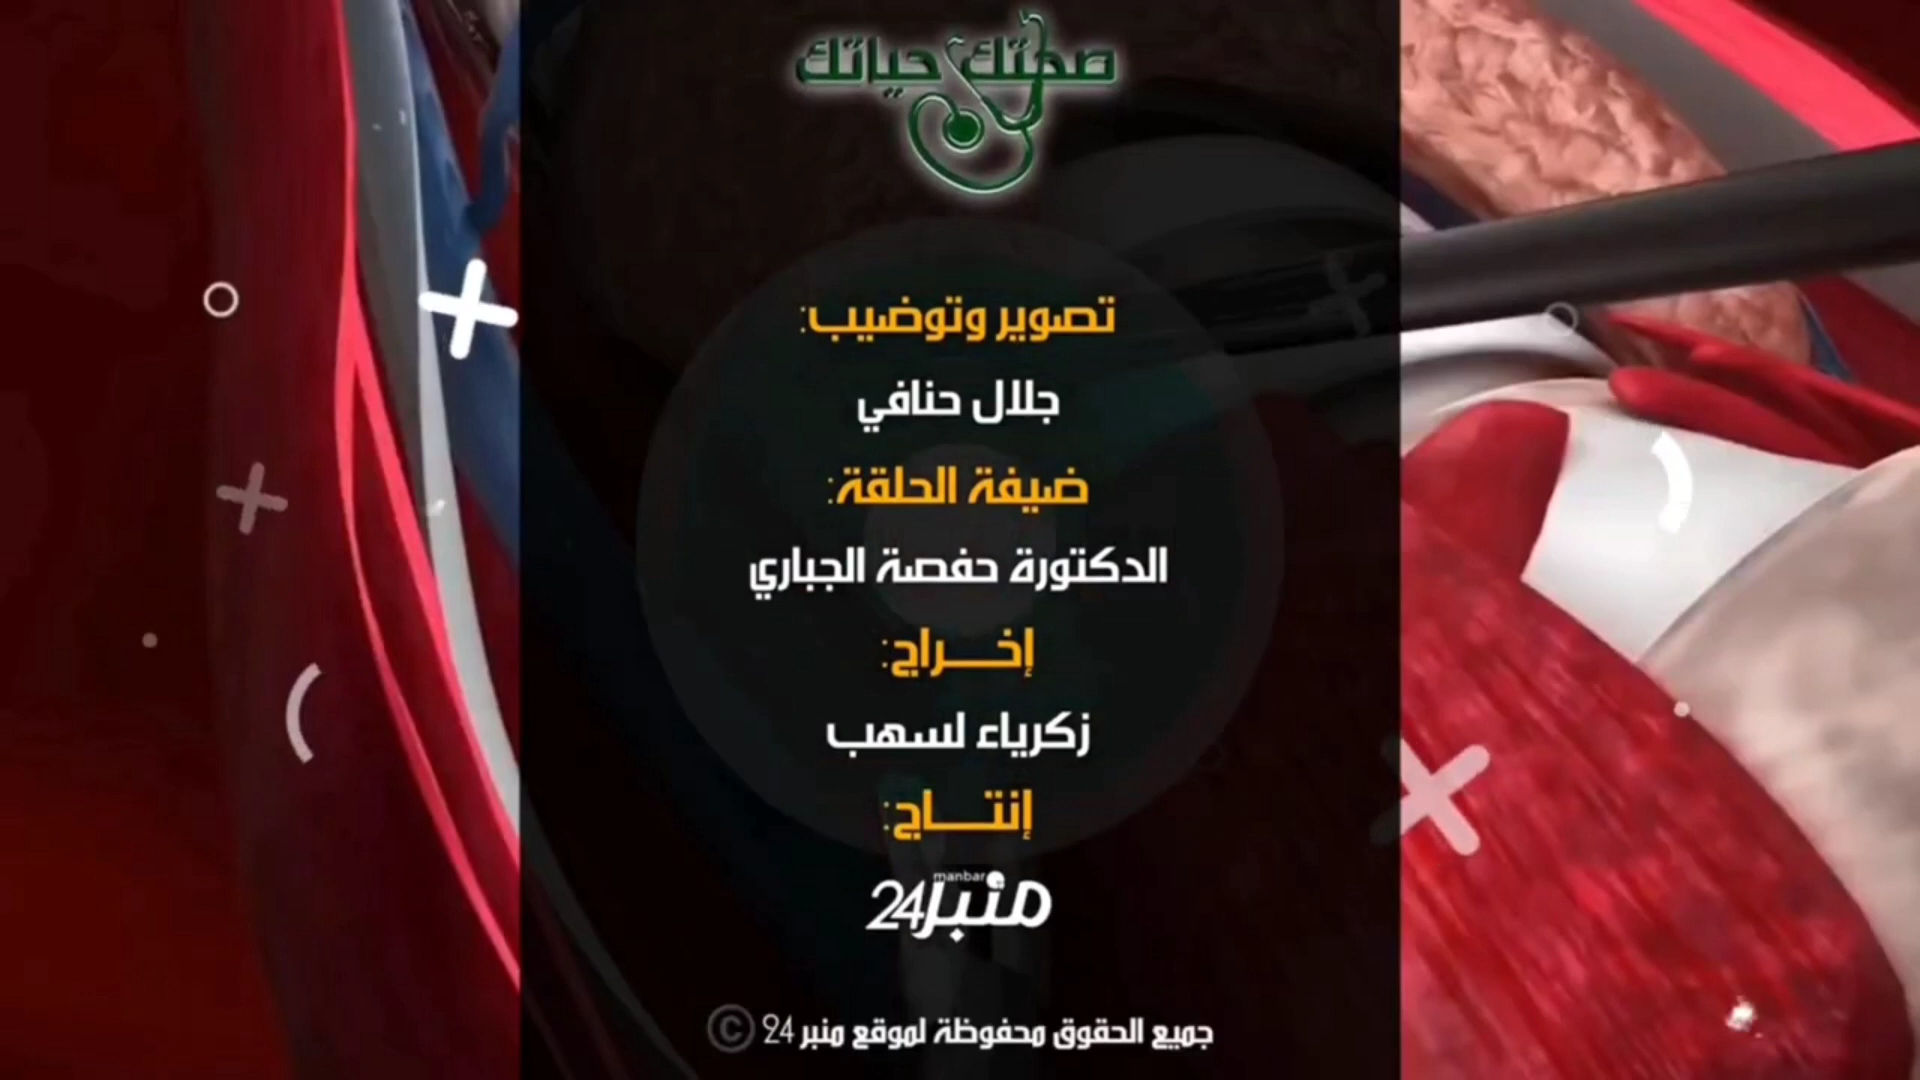 صحتك حياتك
تصوير وتوضيب:
جلال حنافي
ضيفة الحلقة:
الدكتورة حفصة الجباري
إخـــراج:
زكرياء لسهب
إنتـــاج:
manbar
منبر24
جميع الحقوق محفوظة لموقع منبر 24 ©